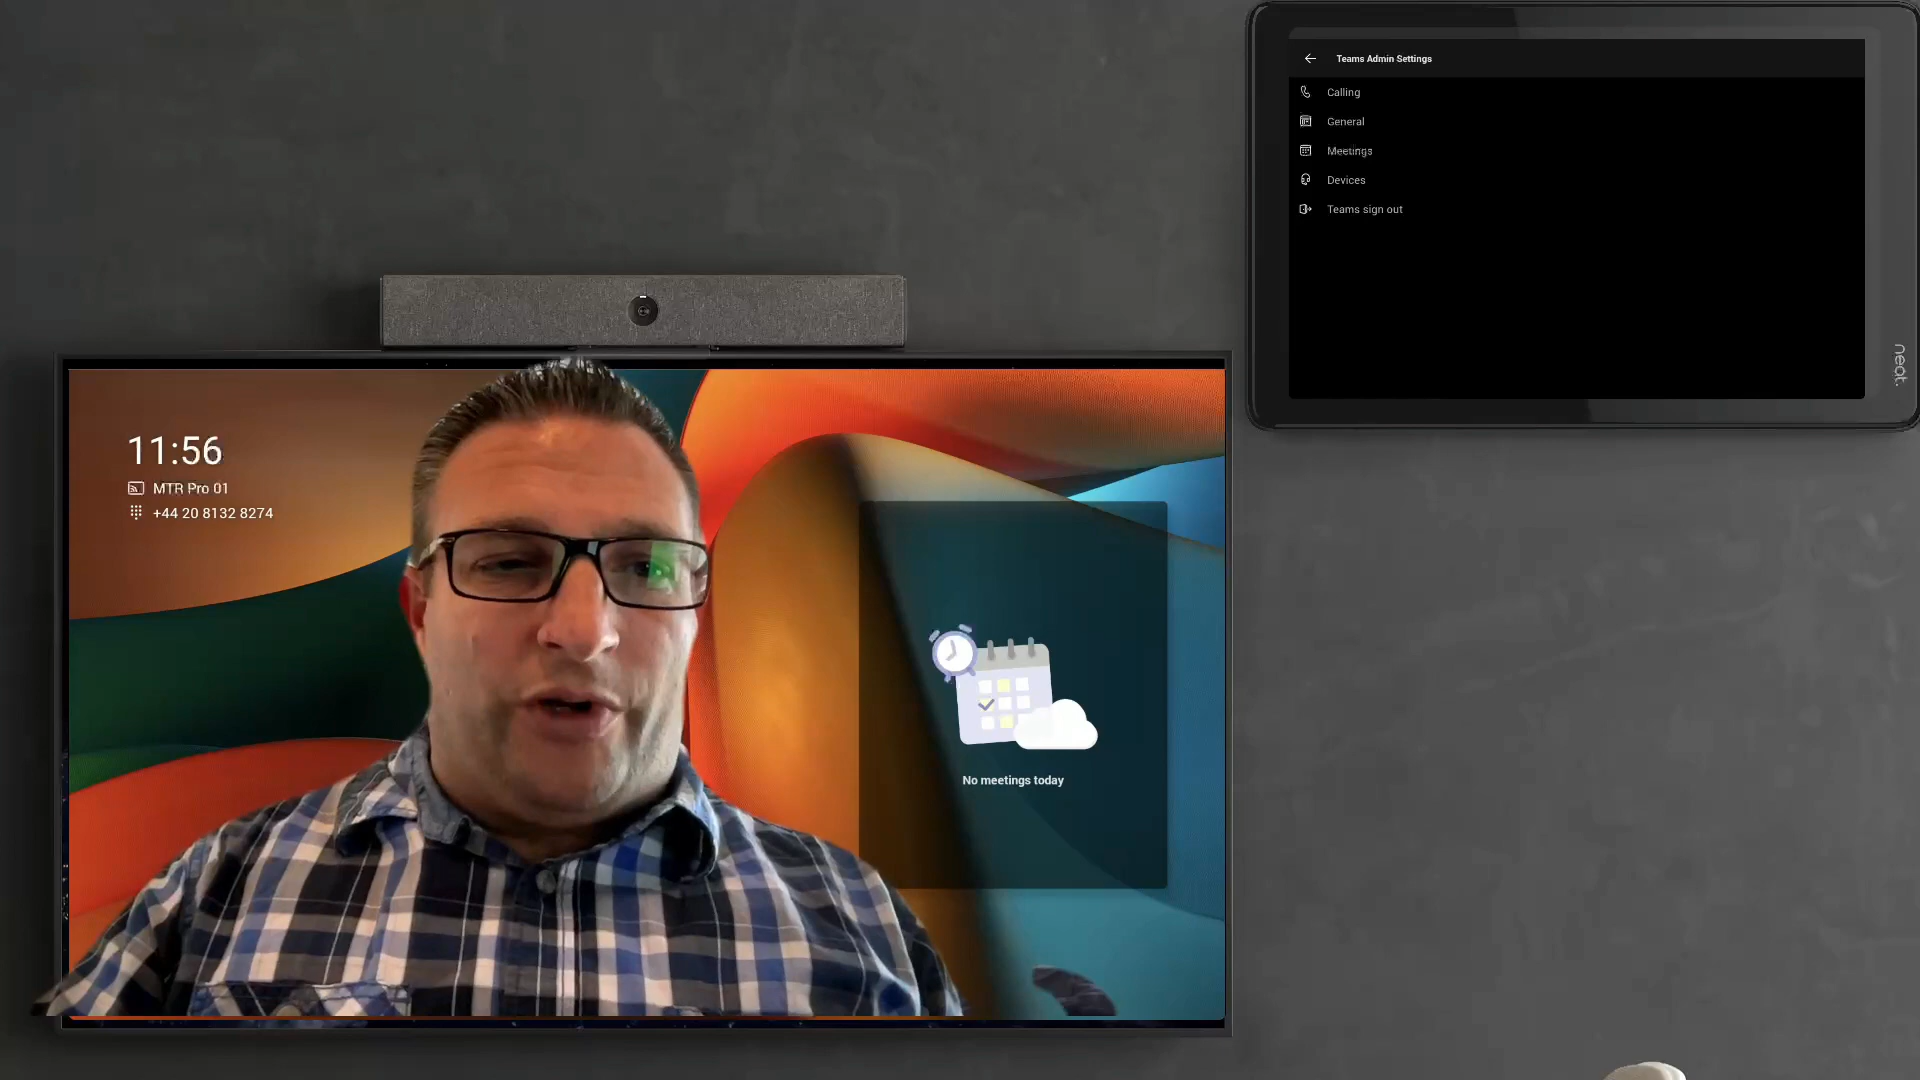 11:56
MTR Pro 01
+44 20 8132 8274
No meetings today
Teams Admin Settings
Calling
General
Meetings
Devices
Teams sign out
neat.